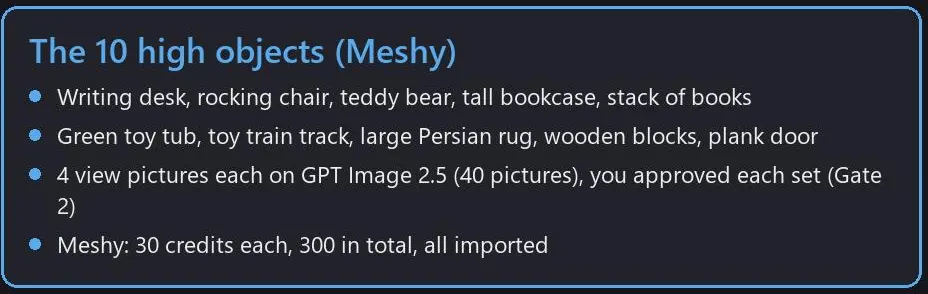 The 10 high objects (Meshy)
Writing desk, rocking chair, teddy bear, tall bookcase, stack of books
Green toy tub, toy train track, large Persian rug, wooden blocks, plank door
4 view pictures each on GPT Image 2.5 (40 pictures), you approved each set (Gate
2)
Meshy: 30 credits each, 300 in total, all imported